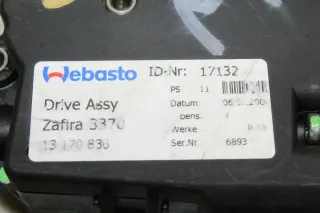 Webasto ID-Nr: 17132
PS 11
Drive Assy Datum:
Zafira 3370
13 170 836 Werke
Ser.Nr 6893